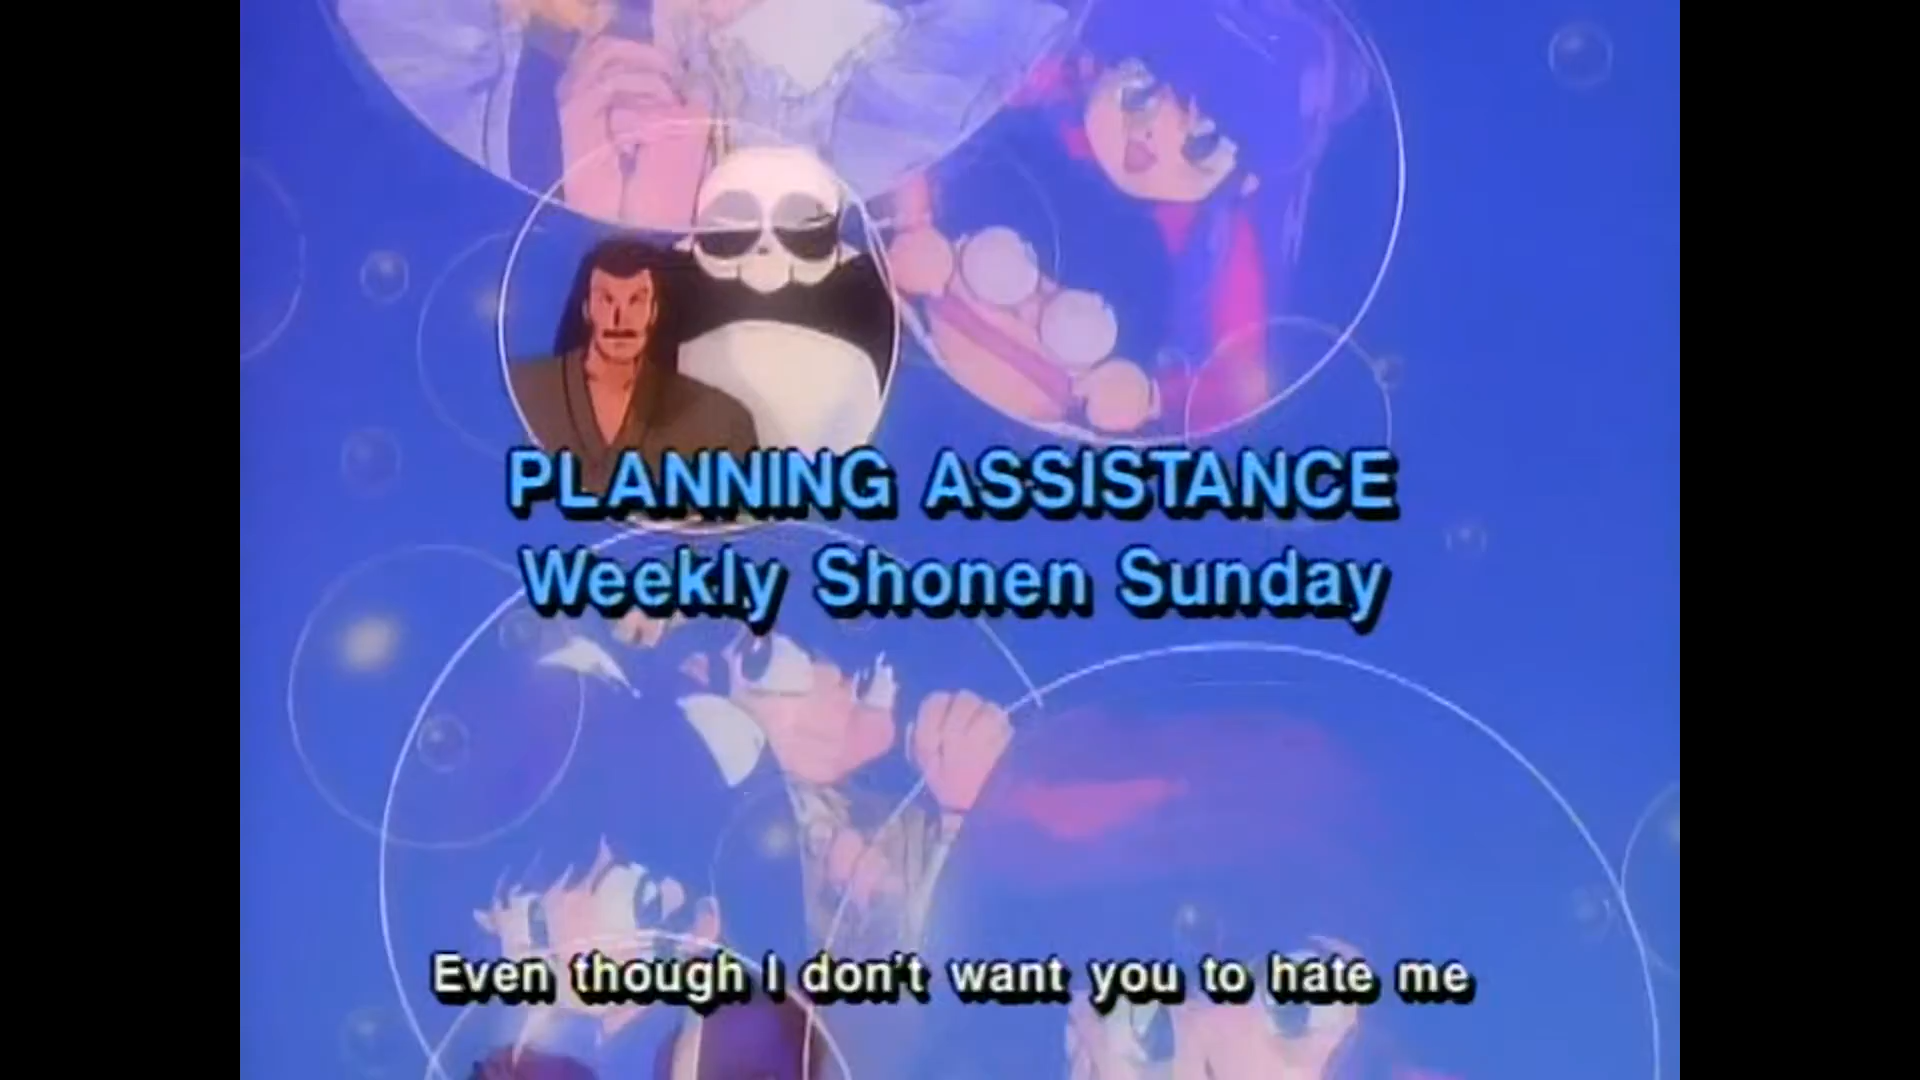 PLANNING ASSISTANCE
Weekly Shonen Sunday
Even though I don't want you to hate me